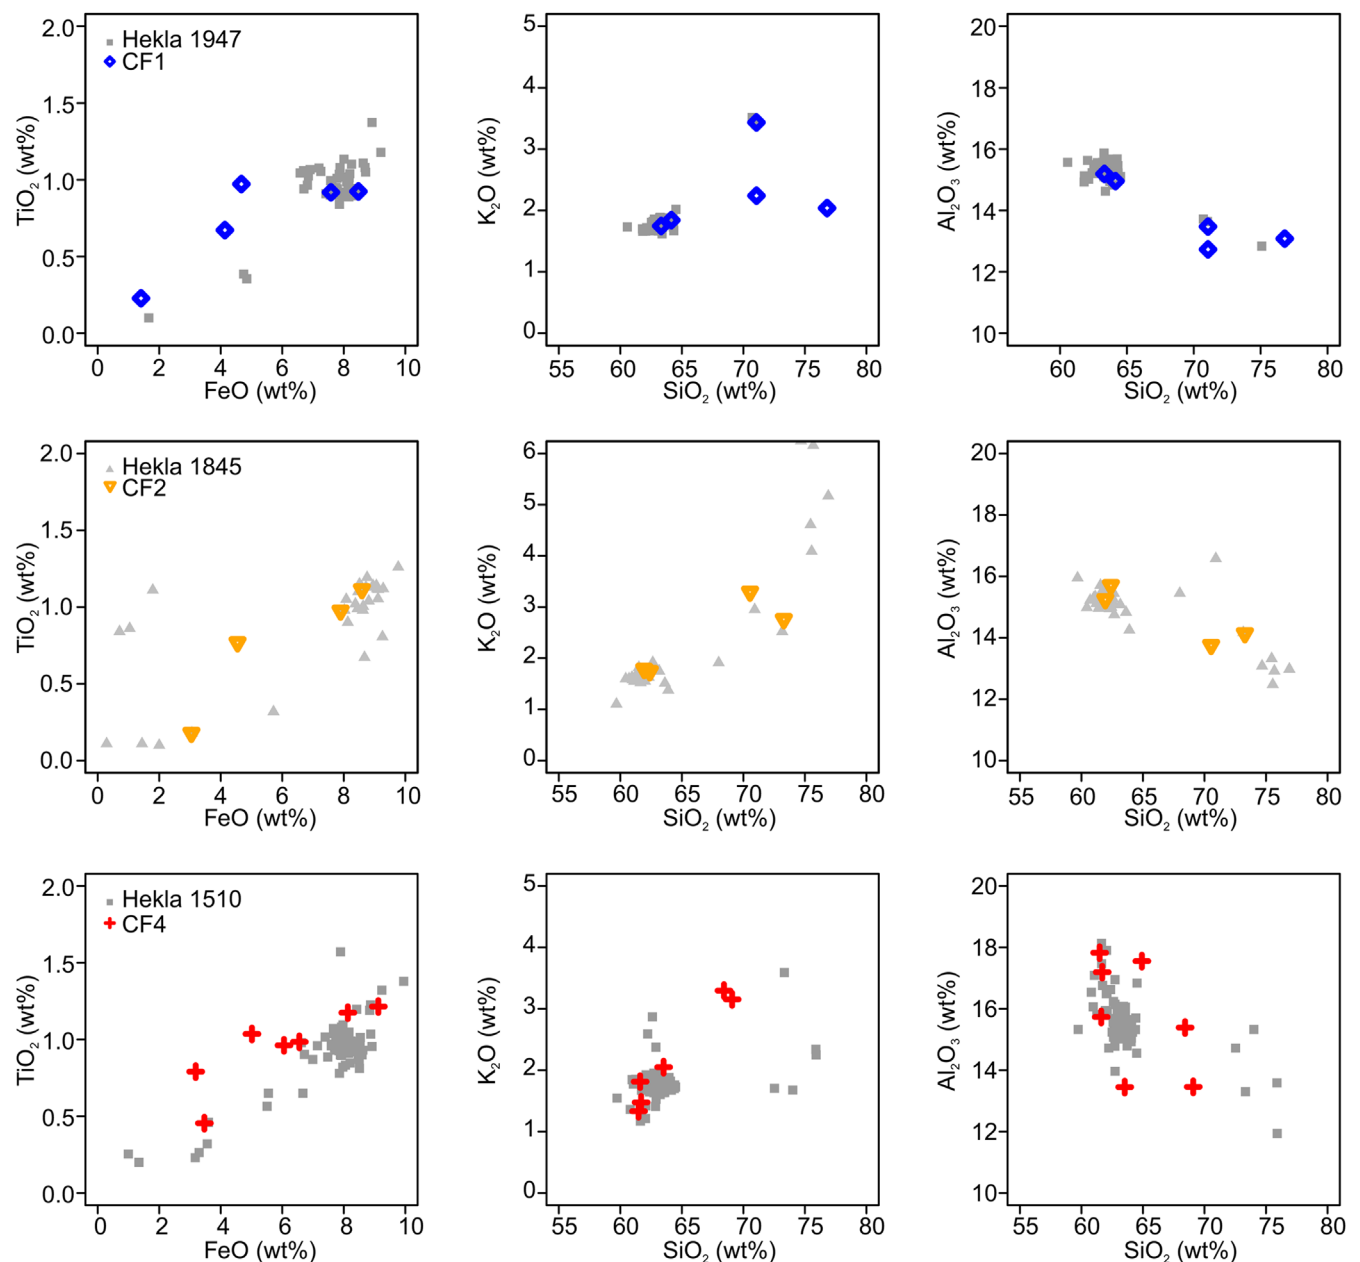 2.0
1.5
1.0
0.5
0.0
TiO₂ (wt%)
Hekla 1947
CF1
0 2 4 6 8 10
FeO (wt%)
5
4
3
2
1
0
K₂O (wt%)
55 60 65 70 75 80
SiO₂ (wt%)
20
18
16
14
12
10
Al₂O₃ (wt%)
60 65 70 75 80
SiO₂ (wt%)
2.0
1.5
1.0
0.5
0.0
TiO₂ (wt%)
Hekla 1845
CF2
0 2 4 6 8 10
FeO (wt%)
6
5
4
3
2
1
0
K₂O (wt%)
55 60 65 70 75 80
SiO₂ (wt%)
20
18
16
14
12
10
Al₂O₃ (wt%)
55 60 65 70 75 80
SiO₂ (wt%)
2.0
1.5
1.0
0.5
0.0
TiO₂ (wt%)
Hekla 1510
CF4
0 2 4 6 8 10
FeO (wt%)
5
4
3
2
1
0
K₂O (wt%)
55 60 65 70 75 80
SiO₂ (wt%)
20
18
16
14
12
10
Al₂O₃ (wt%)
55 60 65 70 75 80
SiO₂ (wt%)